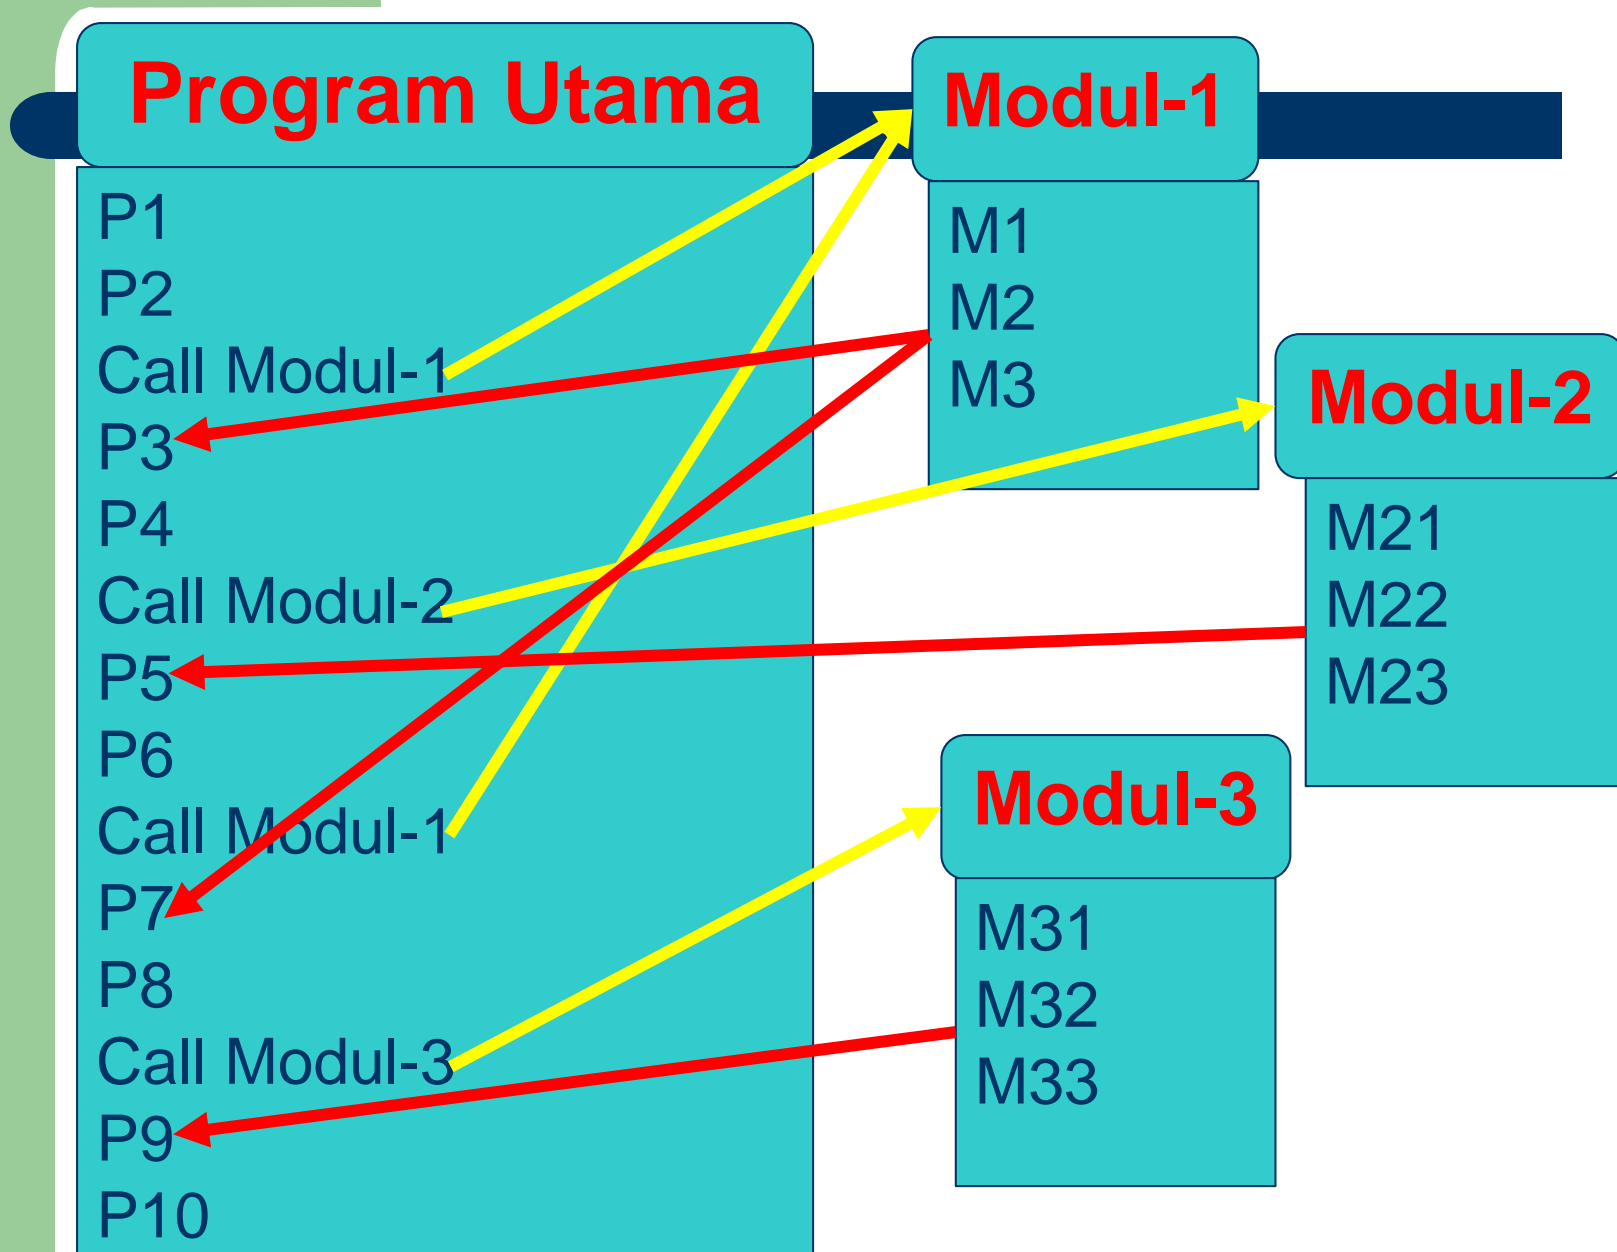 Program Utama
P1
P2
Call Modul-1
P3
P4
Call Modul-2
P5
P6
Call Modul-1
P7
P8
Call Modul-3
P9
P10
Modul-1
M1
M2
M3
Modul-2
M21
M22
M23
Modul-3
M31
M32
M33